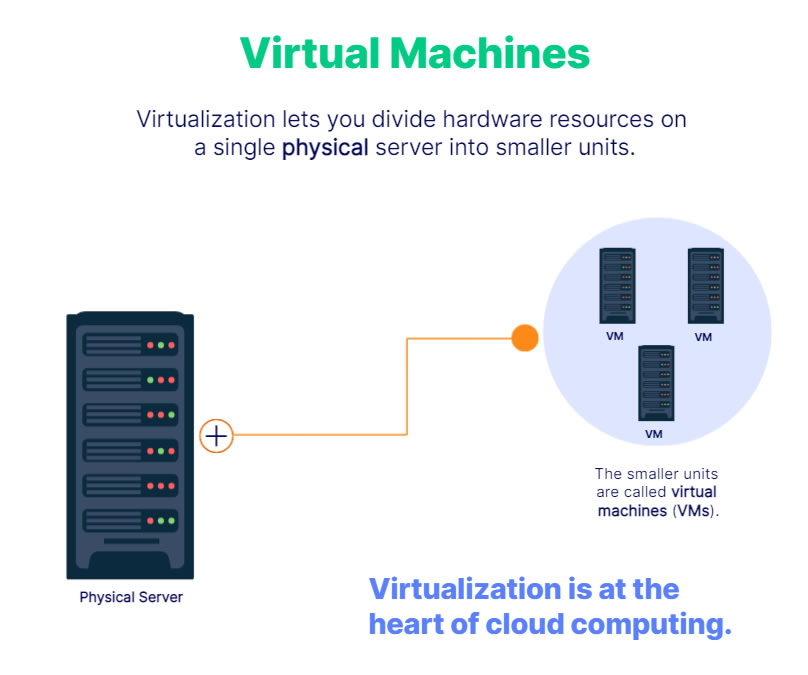 Virtual Machines
Virtualization lets you divide hardware resources on
a single physical server into smaller units.
VM
VM
VM
The smaller units
are called virtual
machines (VMs).
Physical Server
Virtualization is at the
heart of cloud computing.